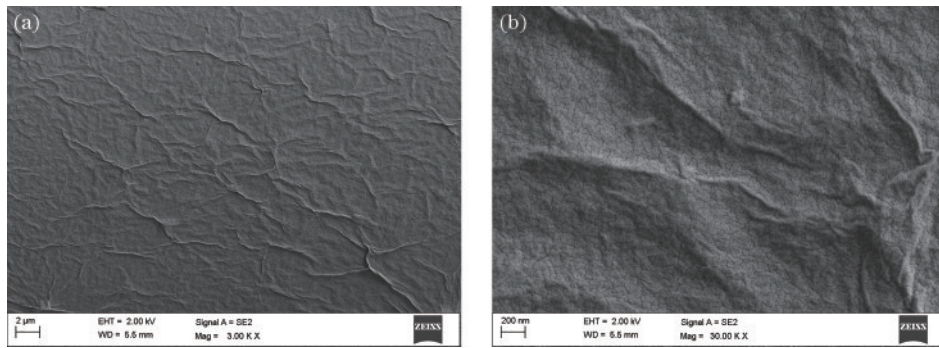 (a)
2 μm
EHT = 2.00 kV
Signal A = SE2
WD = 5.5 mm
Mag = 3.00 K X
ZEISS
(b)
200 nm
EHT = 2.00 kV
Signal A = SE2
WD = 5.5 mm
Mag = 30.00 K X
ZEISS